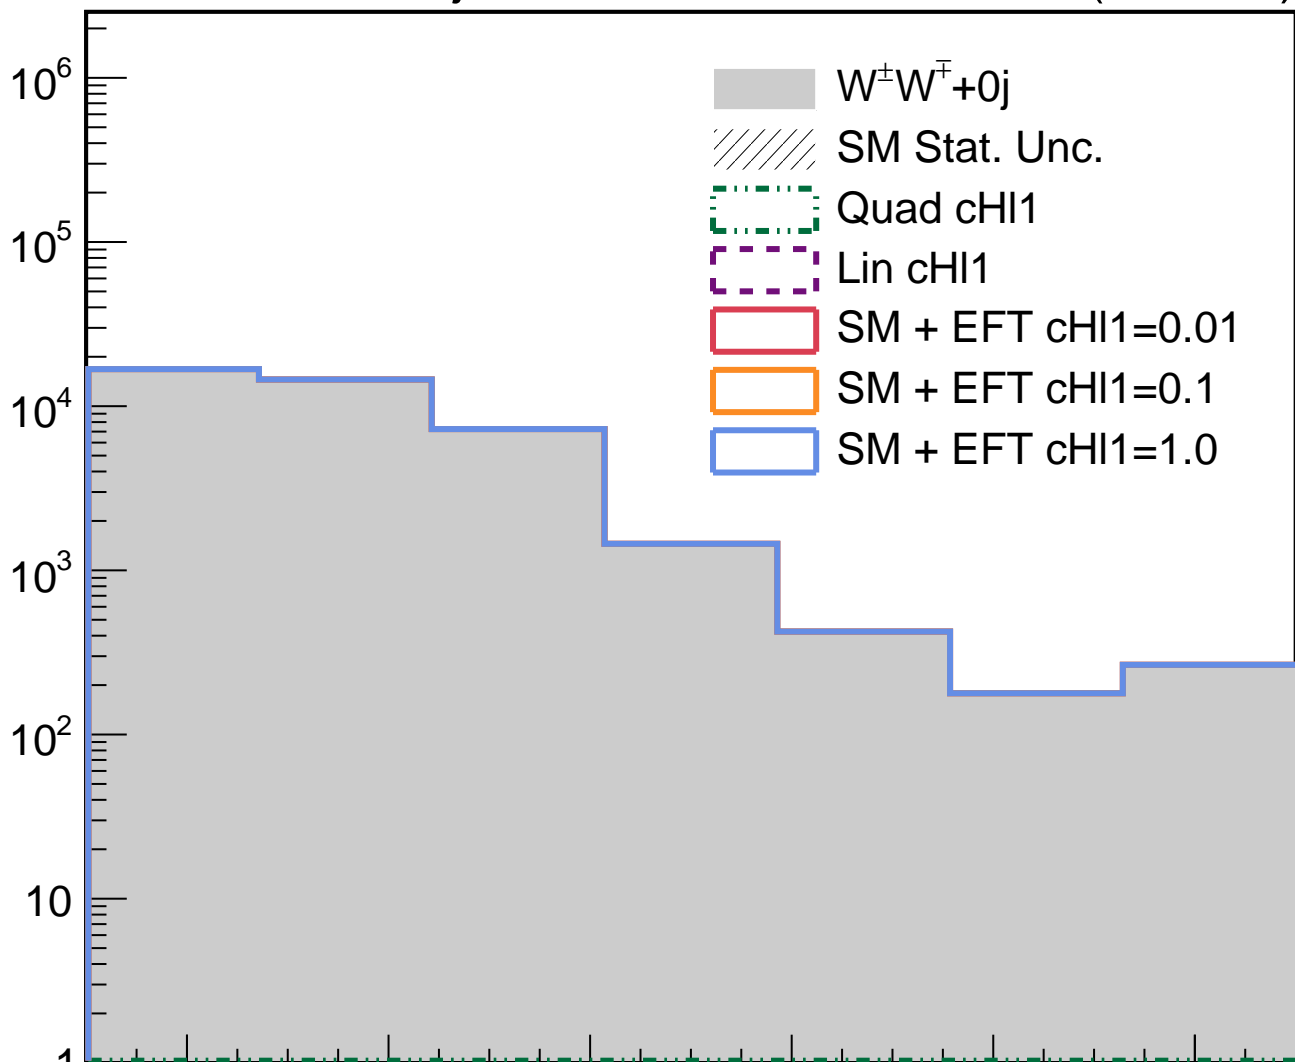 10^6
10^5
10^4
10^3
10^2
10
1
W^±W^∓+0j
SM Stat. Unc.
Quad cHl1
Lin cHl1
SM + EFT cHl1=0.01
SM + EFT cHl1=0.1
SM + EFT cHl1=1.0